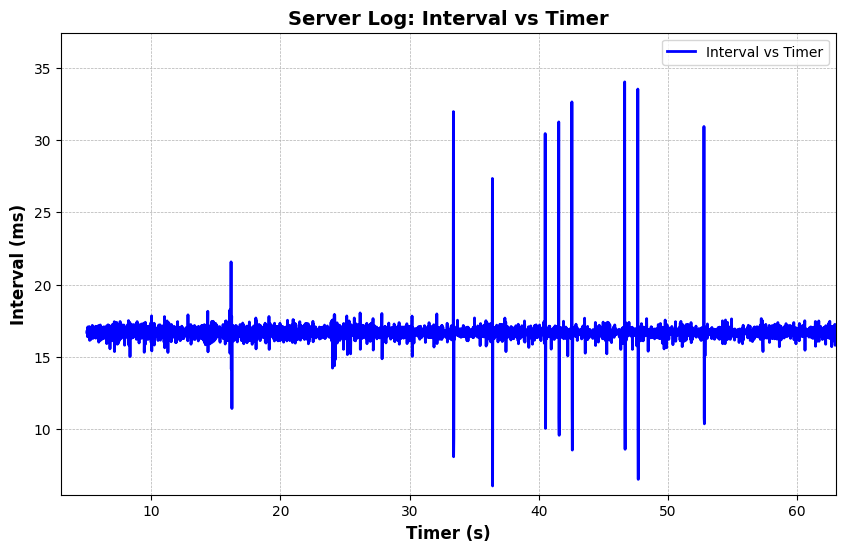 Server Log: Interval vs Timer
Interval vs Timer
35
30
25
20
15
10
Interval (ms)
10 20 30 40 50 60
Timer (s)